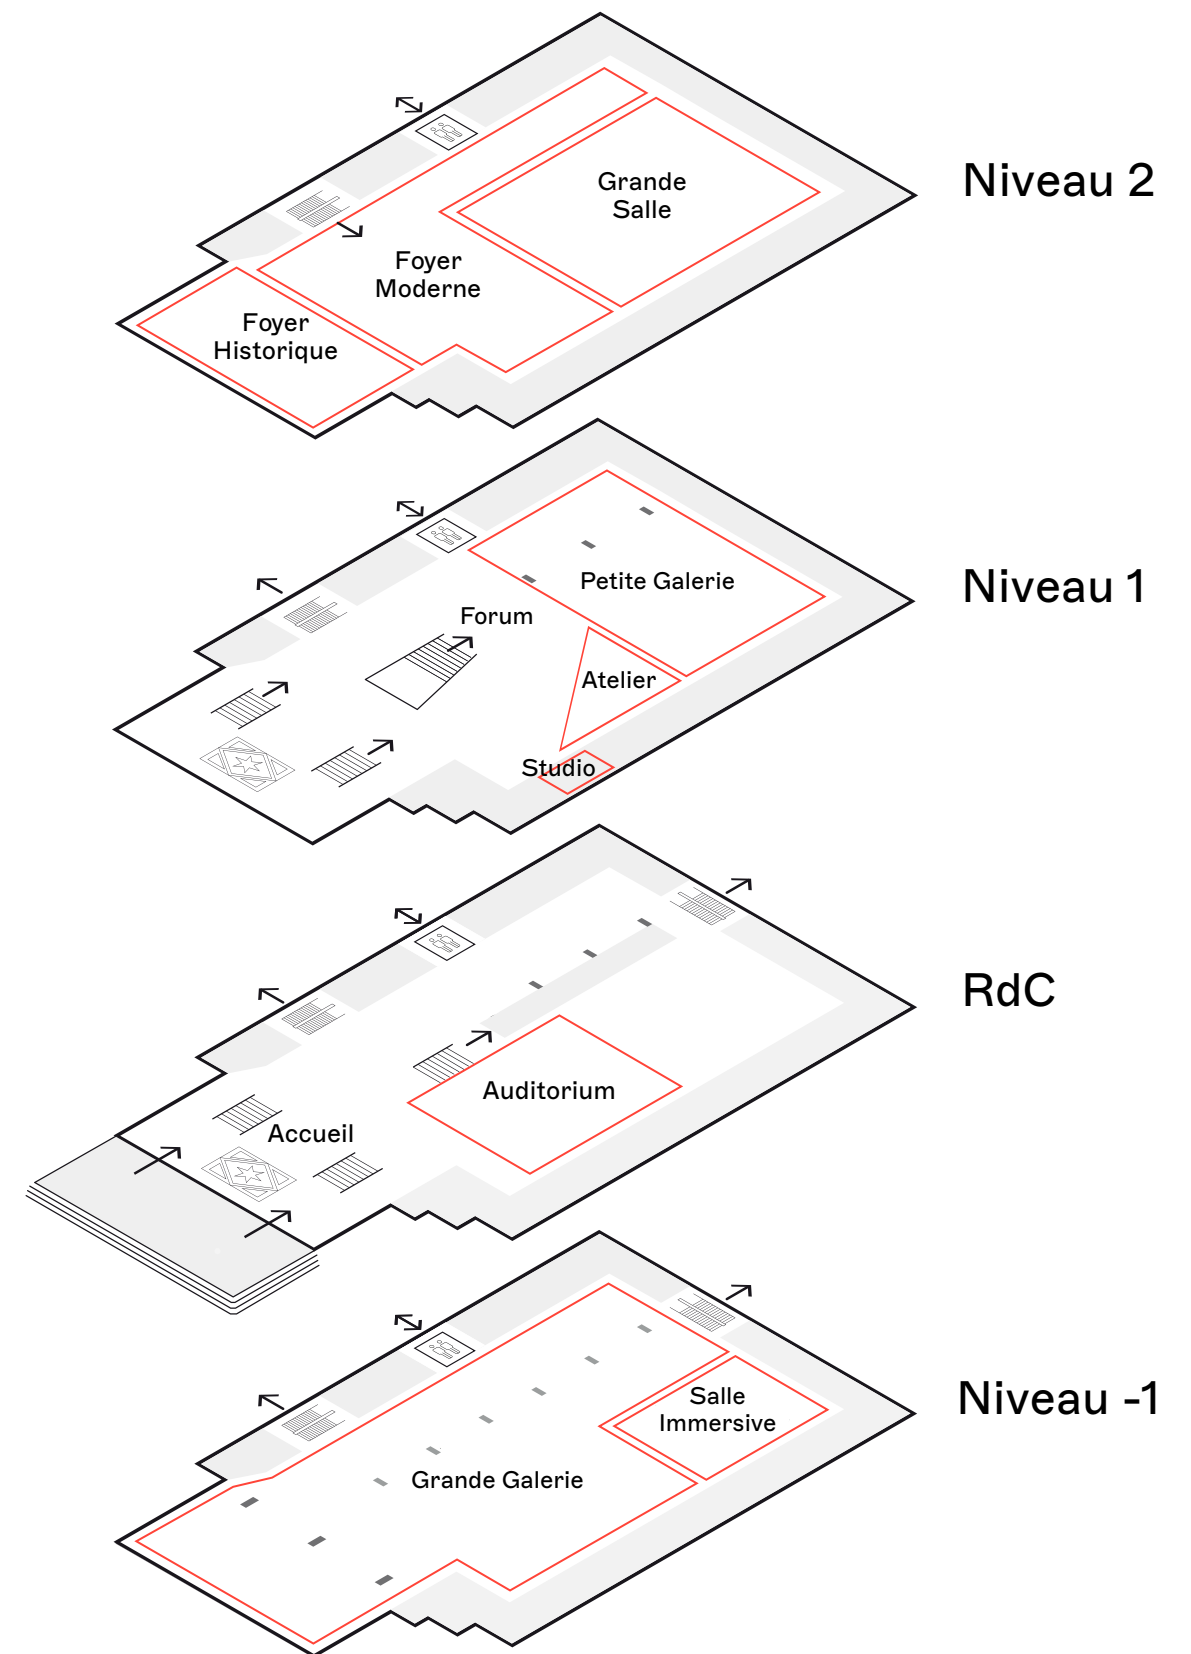 Niveau 2
Grande
Salle
Foyer
Moderne
Foyer
Historique
Niveau 1
Petite Galerie
Forum
Atelier
Studio
RdC
Auditorium
Accueil
Niveau -1
Salle
Immersive
Grande Galerie